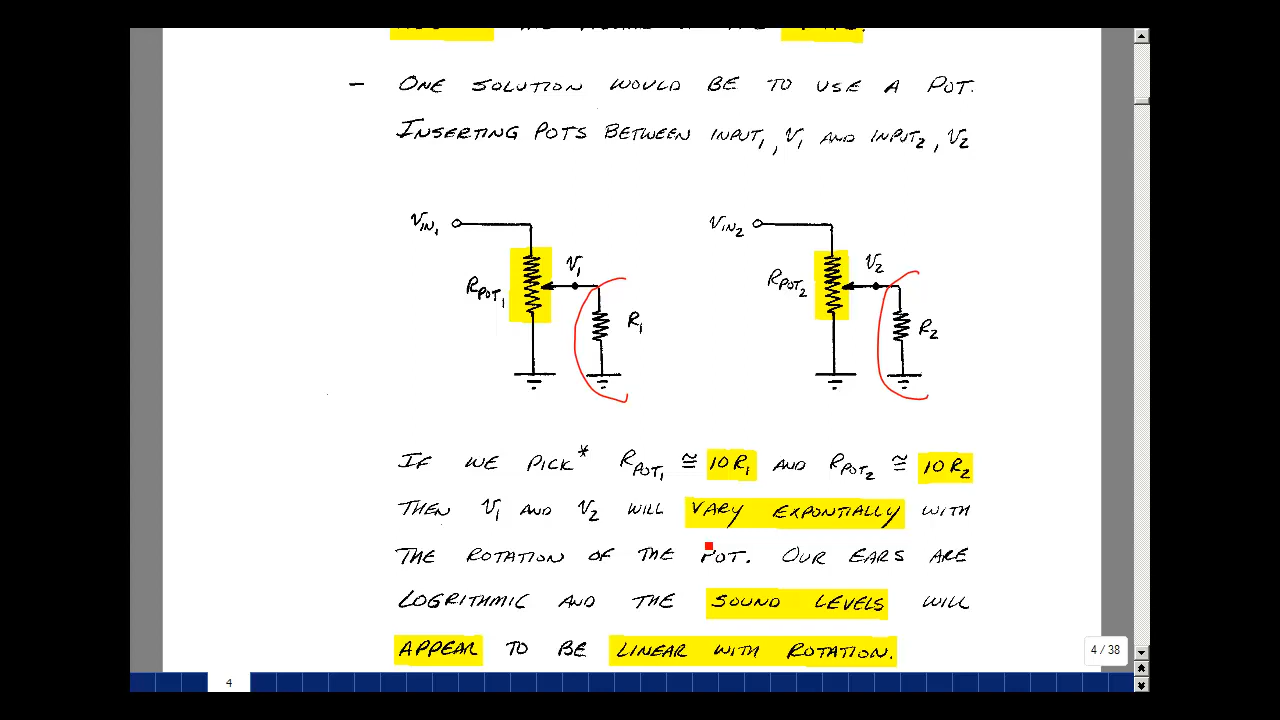 - ONE SOLUTION WOULD BE TO USE A POT.
INSERTING POTS BETWEEN INPUT1, V1 AND INPUT2, V2
VIN1
VIN2
V1
V2
RPOT1
RPOT2
R1
R2
IF WE PICK* RPOT1 ≅ 10R1 AND RPOT2 ≅ 10R2
THEN V1 AND V2 WILL VARY EXPONTIALLY WITH
THE ROTATION OF THE POT. OUR EARS ARE
LOGRITHMIC AND THE SOUND LEVELS WILL
APPEAR TO BE LINEAR WITH ROTATION.
4 / 38
4